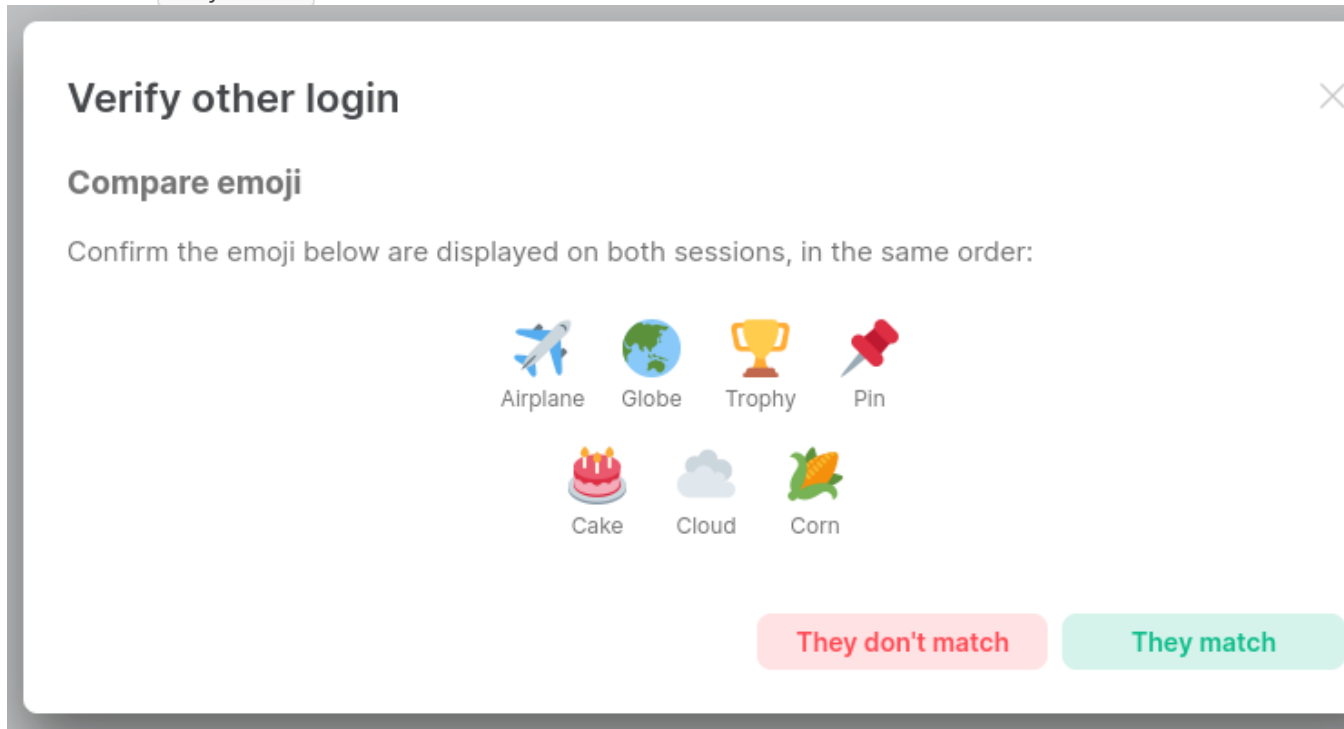 Verify other login
Compare emoji
Confirm the emoji below are displayed on both sessions, in the same order:
Airplane Globe Trophy Pin
Cake Cloud Corn
They don't match They match